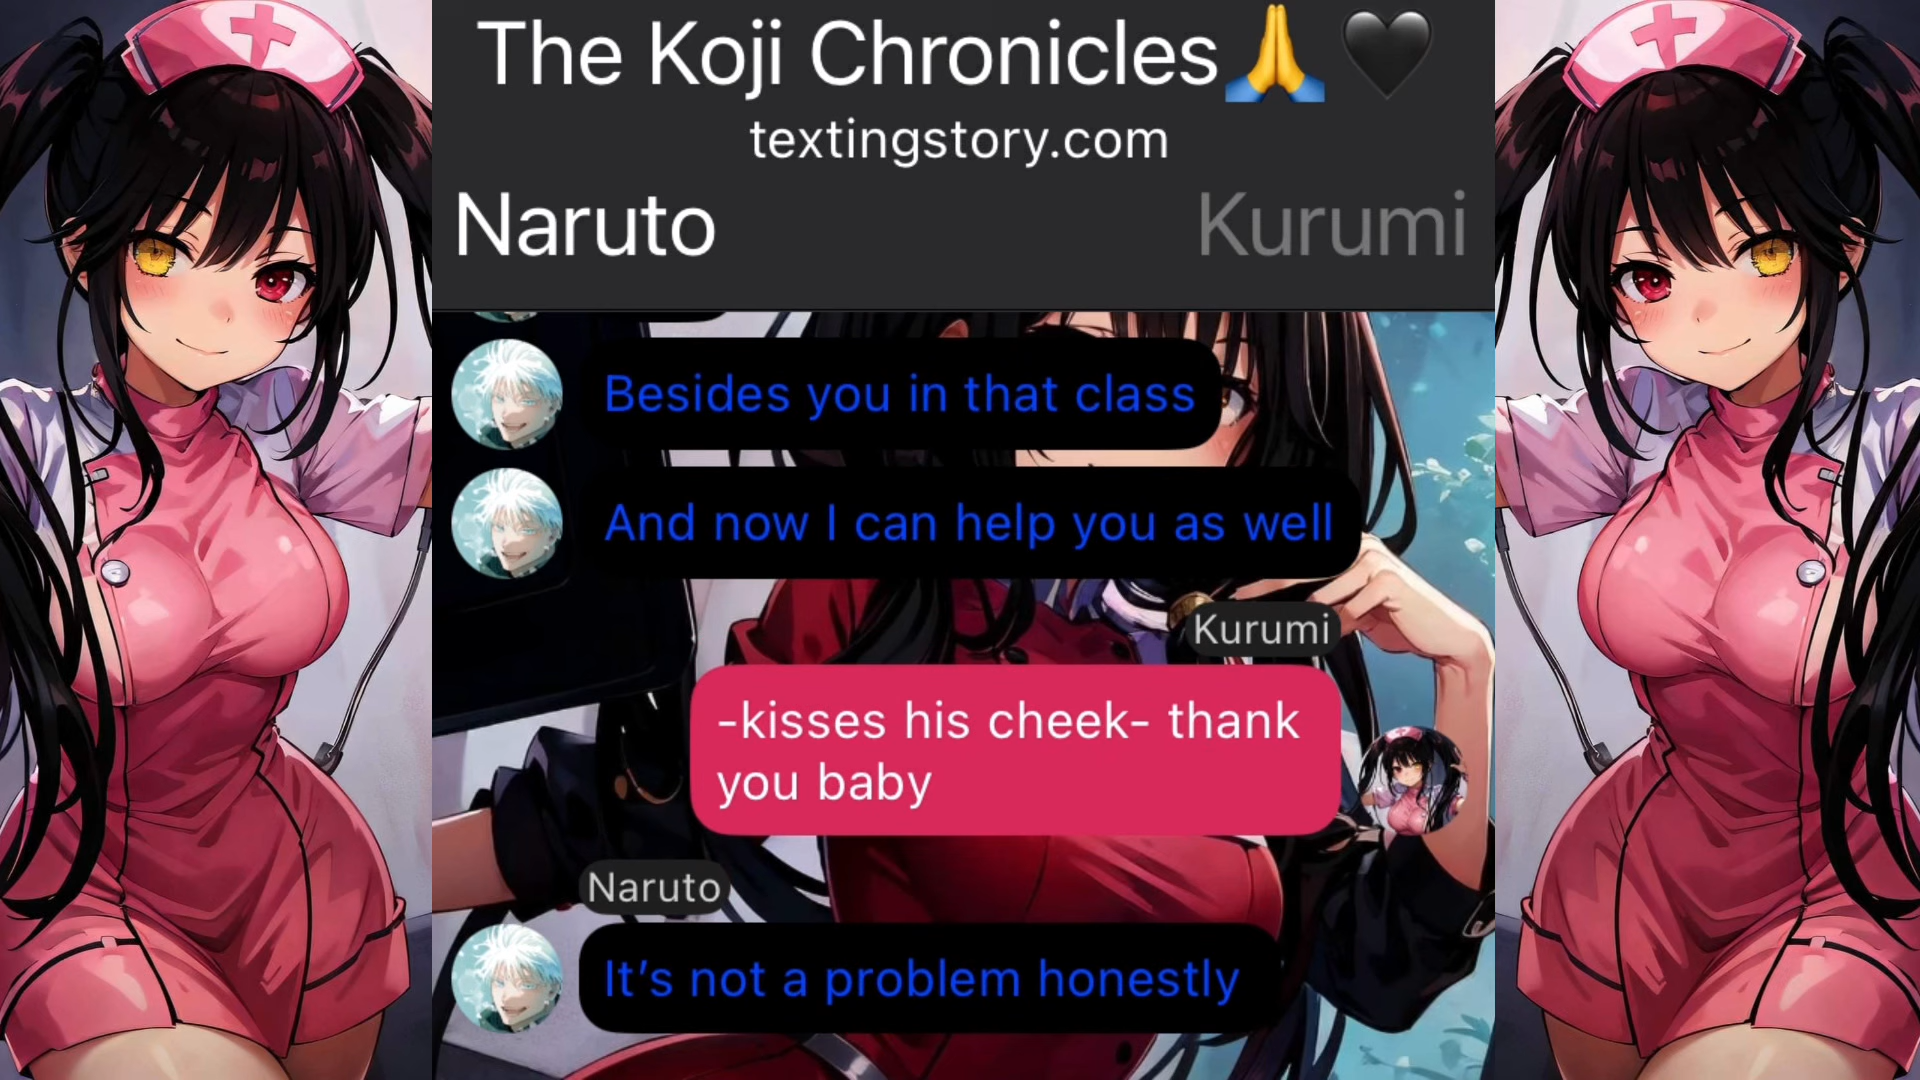 The Koji Chronicles🙏🖤
textingstory.com
Naruto
Kurumi
Besides you in that class
And now I can help you as well
Kurumi
-kisses his cheek- thank
you baby
Naruto
It’s not a problem honestly